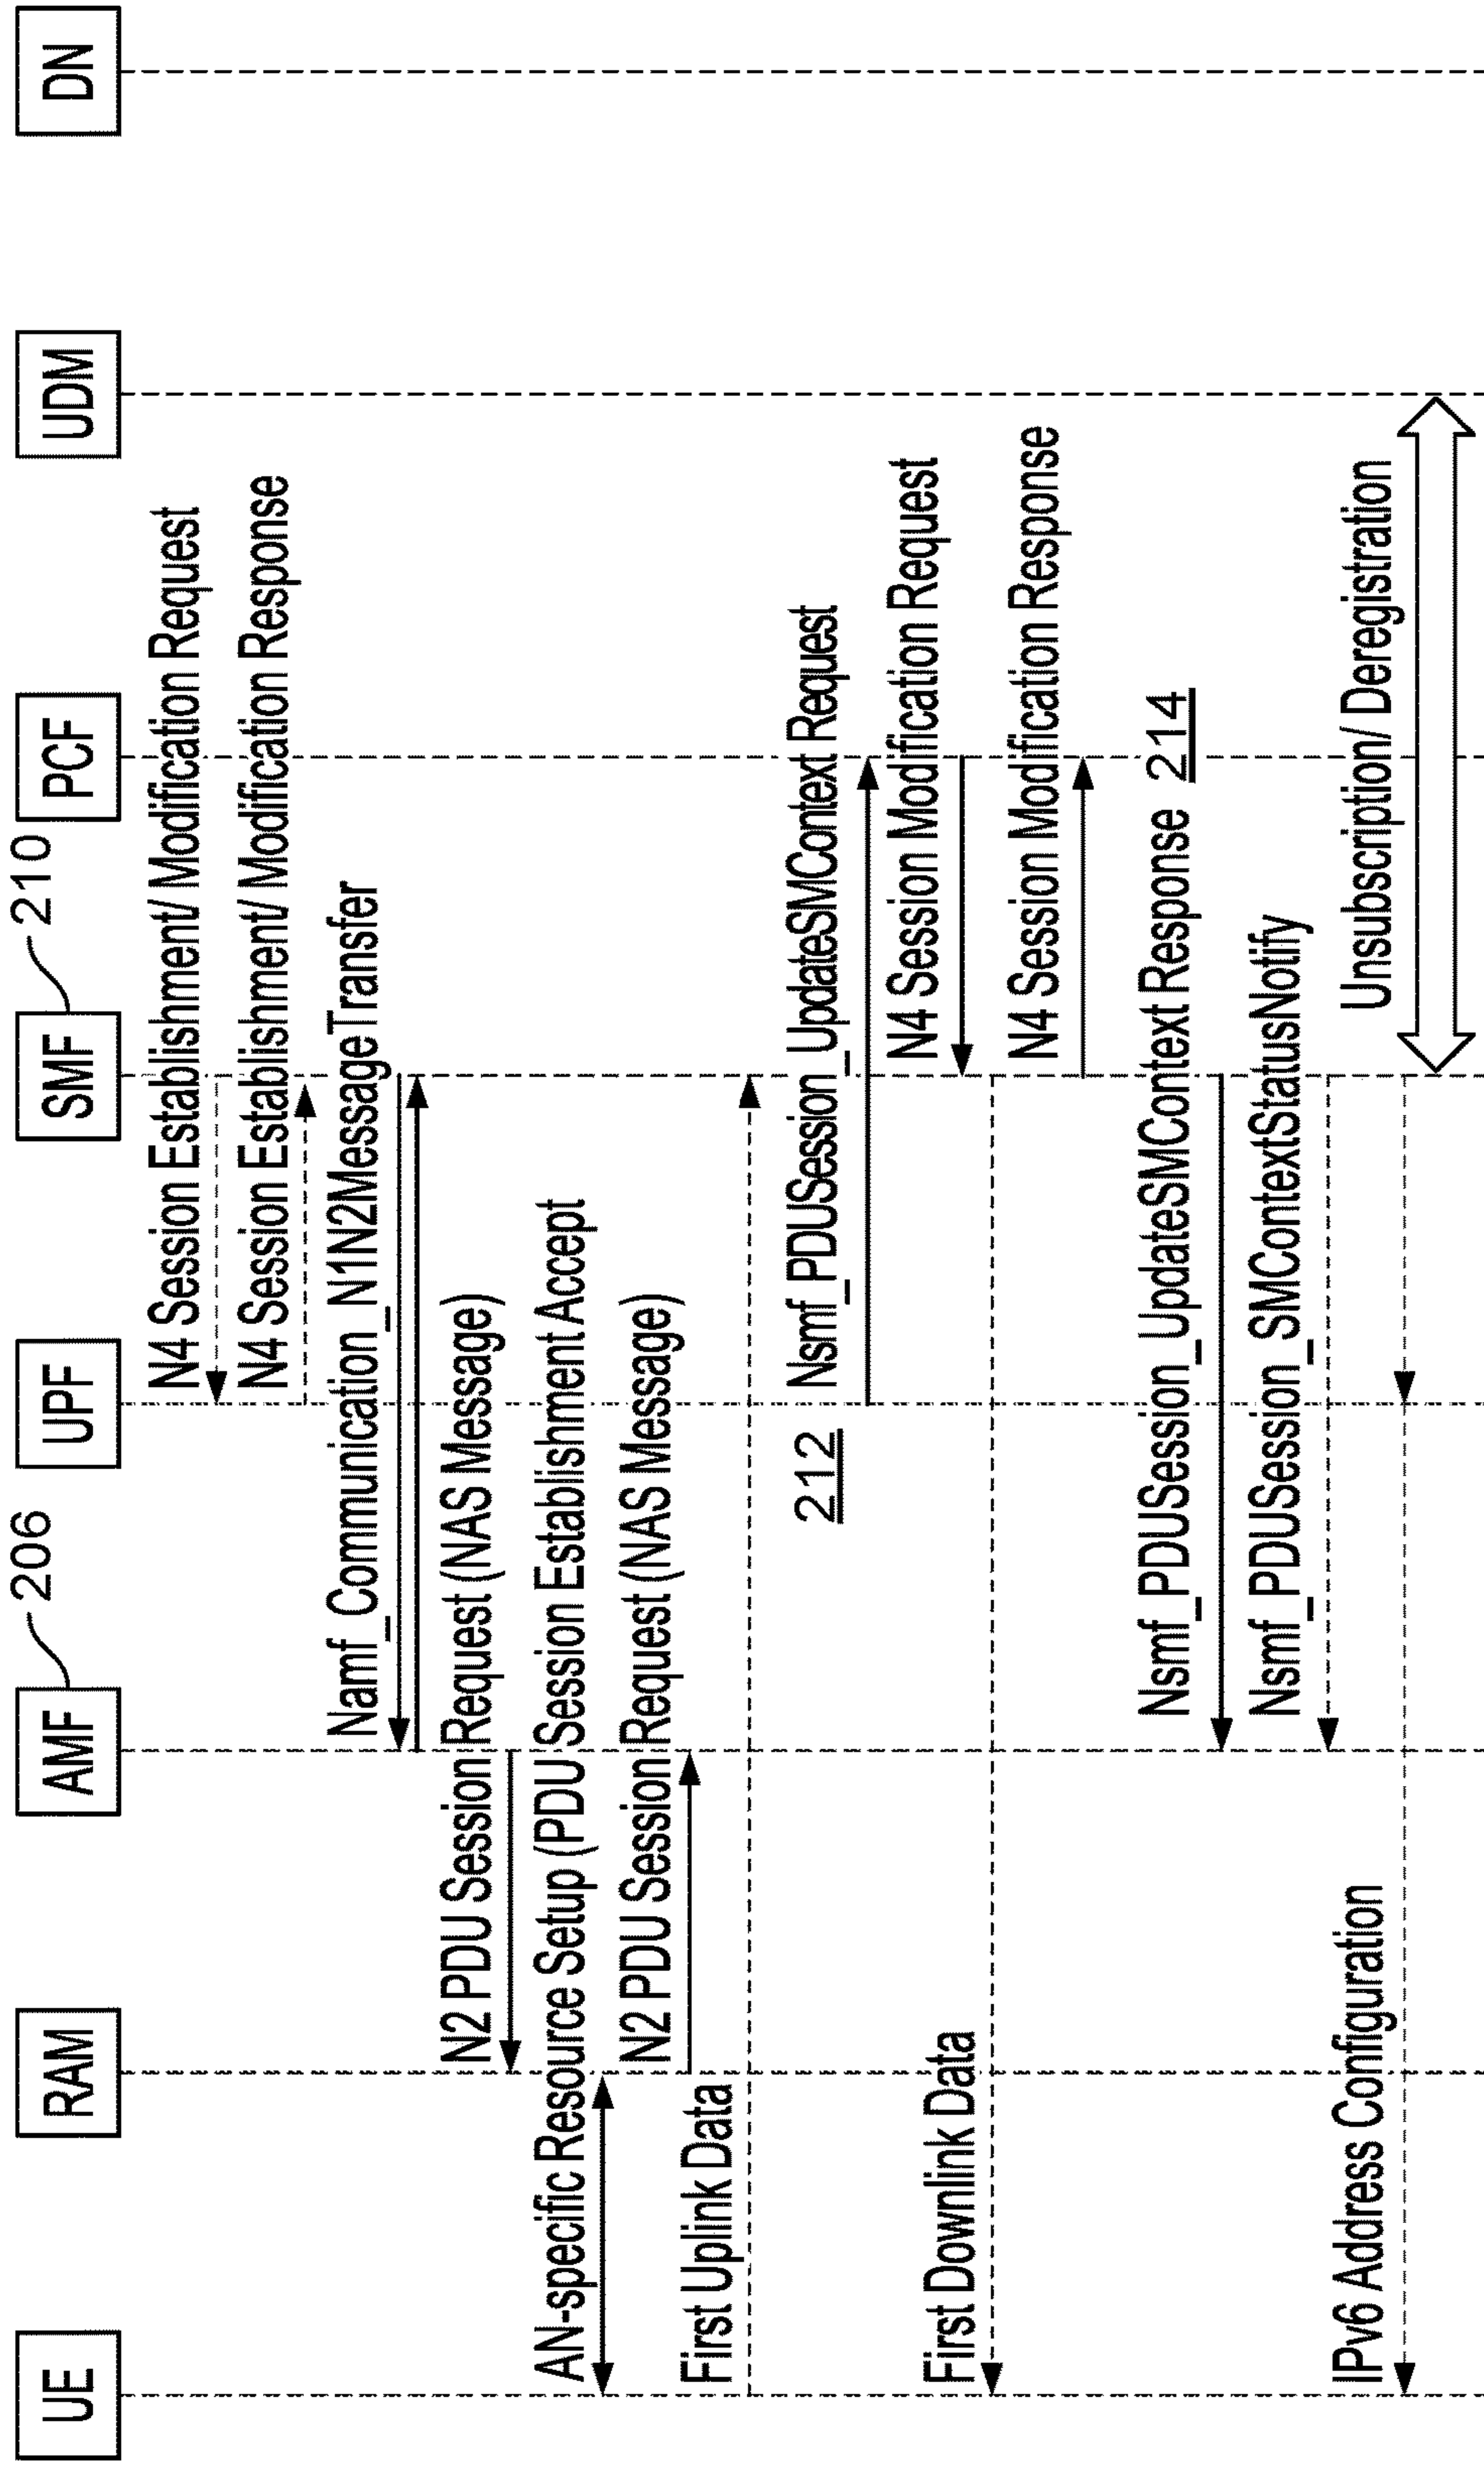 UE
RAM
AMF
206
UPF
SMF
210
PCF
UDM
DN
N4 Session Establishment/ Modification Request
N4 Session Establishment/ Modification Response
Namf_Communication_N1N2MessageTransfer
N2 PDU Session Request (NAS Message)
AN-specific Resource Setup (PDU Session Establishment Accept
N2 PDU Session Request (NAS Message)
First Uplink Data
212
Nsmf_PDUSession_UpdateSMContext Request
N4 Session Modification Request
First Downlink Data
N4 Session Modification Response
Nsmf_PDUSession_UpdateSMContext Response
214
Nsmf_PDUSession_SMContextStatusNotify
IPv6 Address Configuration
Unsubscription/ Deregistration